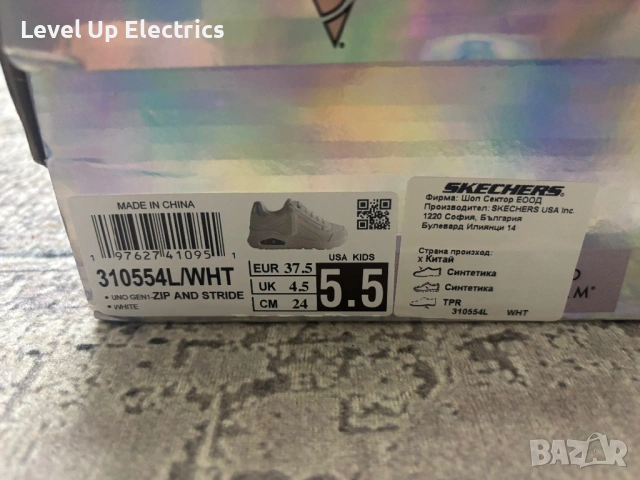 Level Up Electrics
MADE IN CHINA
1 97627 41095 1
310554L/WHT
• UNO GEN1-ZIP AND STRIDE
• WHITE
EUR 37.5
UK 4.5
CM 24
USA KIDS
5.5
SKECHERS
Фирма: Шоп Сектор ЕООД
Производител: SKECHERS USA Inc.
1220 София, България
Булевард Илиянци 14
Страна произход:
х Китай
Синтетика
Синтетика
TPR
310554L WHT
BAZAR